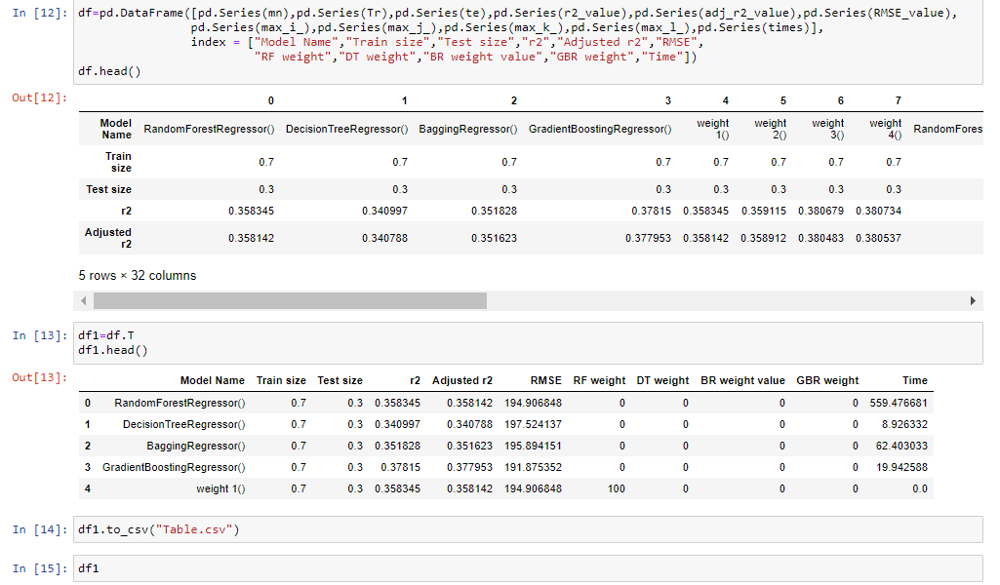 In [12]: df=pd.DataFrame([pd.Series(mn),pd.Series(Tr),pd.Series(te),pd.Series(r2_value),pd.Series(adj_r2_value),pd.Series(RMSE_value),
pd.Series(max_i_),pd.Series(max_j_),pd.Series(max_k_),pd.Series(max_l_),pd.Series(times)],
index = ["Model Name","Train size","Test size","r2","Adjusted r2","RMSE",
"RF weight","DT weight","BR weight value","GBR weight","Time"])
df.head()
Out[12]:
0 1 2 3 4 5 6 7
Model Name RandomForestRegressor() DecisionTreeRegressor() BaggingRegressor() GradientBoostingRegressor() weight 1() weight 2() weight 3() weight 4() RandomFores
Train size 0.7 0.7 0.7 0.7 0.7 0.7 0.7 0.7
Test size 0.3 0.3 0.3 0.3 0.3 0.3 0.3 0.3
r2 0.358345 0.340997 0.351828 0.37815 0.358345 0.359115 0.380679 0.380734
Adjusted r2 0.358142 0.340788 0.351623 0.377953 0.358142 0.358912 0.380483 0.380537
5 rows × 32 columns
In [13]: df1=df.T
df1.head()
Out[13]:
Model Name Train size Test size r2 Adjusted r2 RMSE RF weight DT weight BR weight value GBR weight Time
0 RandomForestRegressor() 0.7 0.3 0.358345 0.358142 194.906848 0 0 0 0 559.476681
1 DecisionTreeRegressor() 0.7 0.3 0.340997 0.340788 197.524137 0 0 0 0 8.926332
2 BaggingRegressor() 0.7 0.3 0.351828 0.351623 195.894151 0 0 0 0 62.403033
3 GradientBoostingRegressor() 0.7 0.3 0.37815 0.377953 191.875352 0 0 0 0 19.942588
4 weight 1() 0.7 0.3 0.358345 0.358142 194.906848 100 0 0 0 0.0
In [14]: df1.to_csv("Table.csv")
In [15]: df1